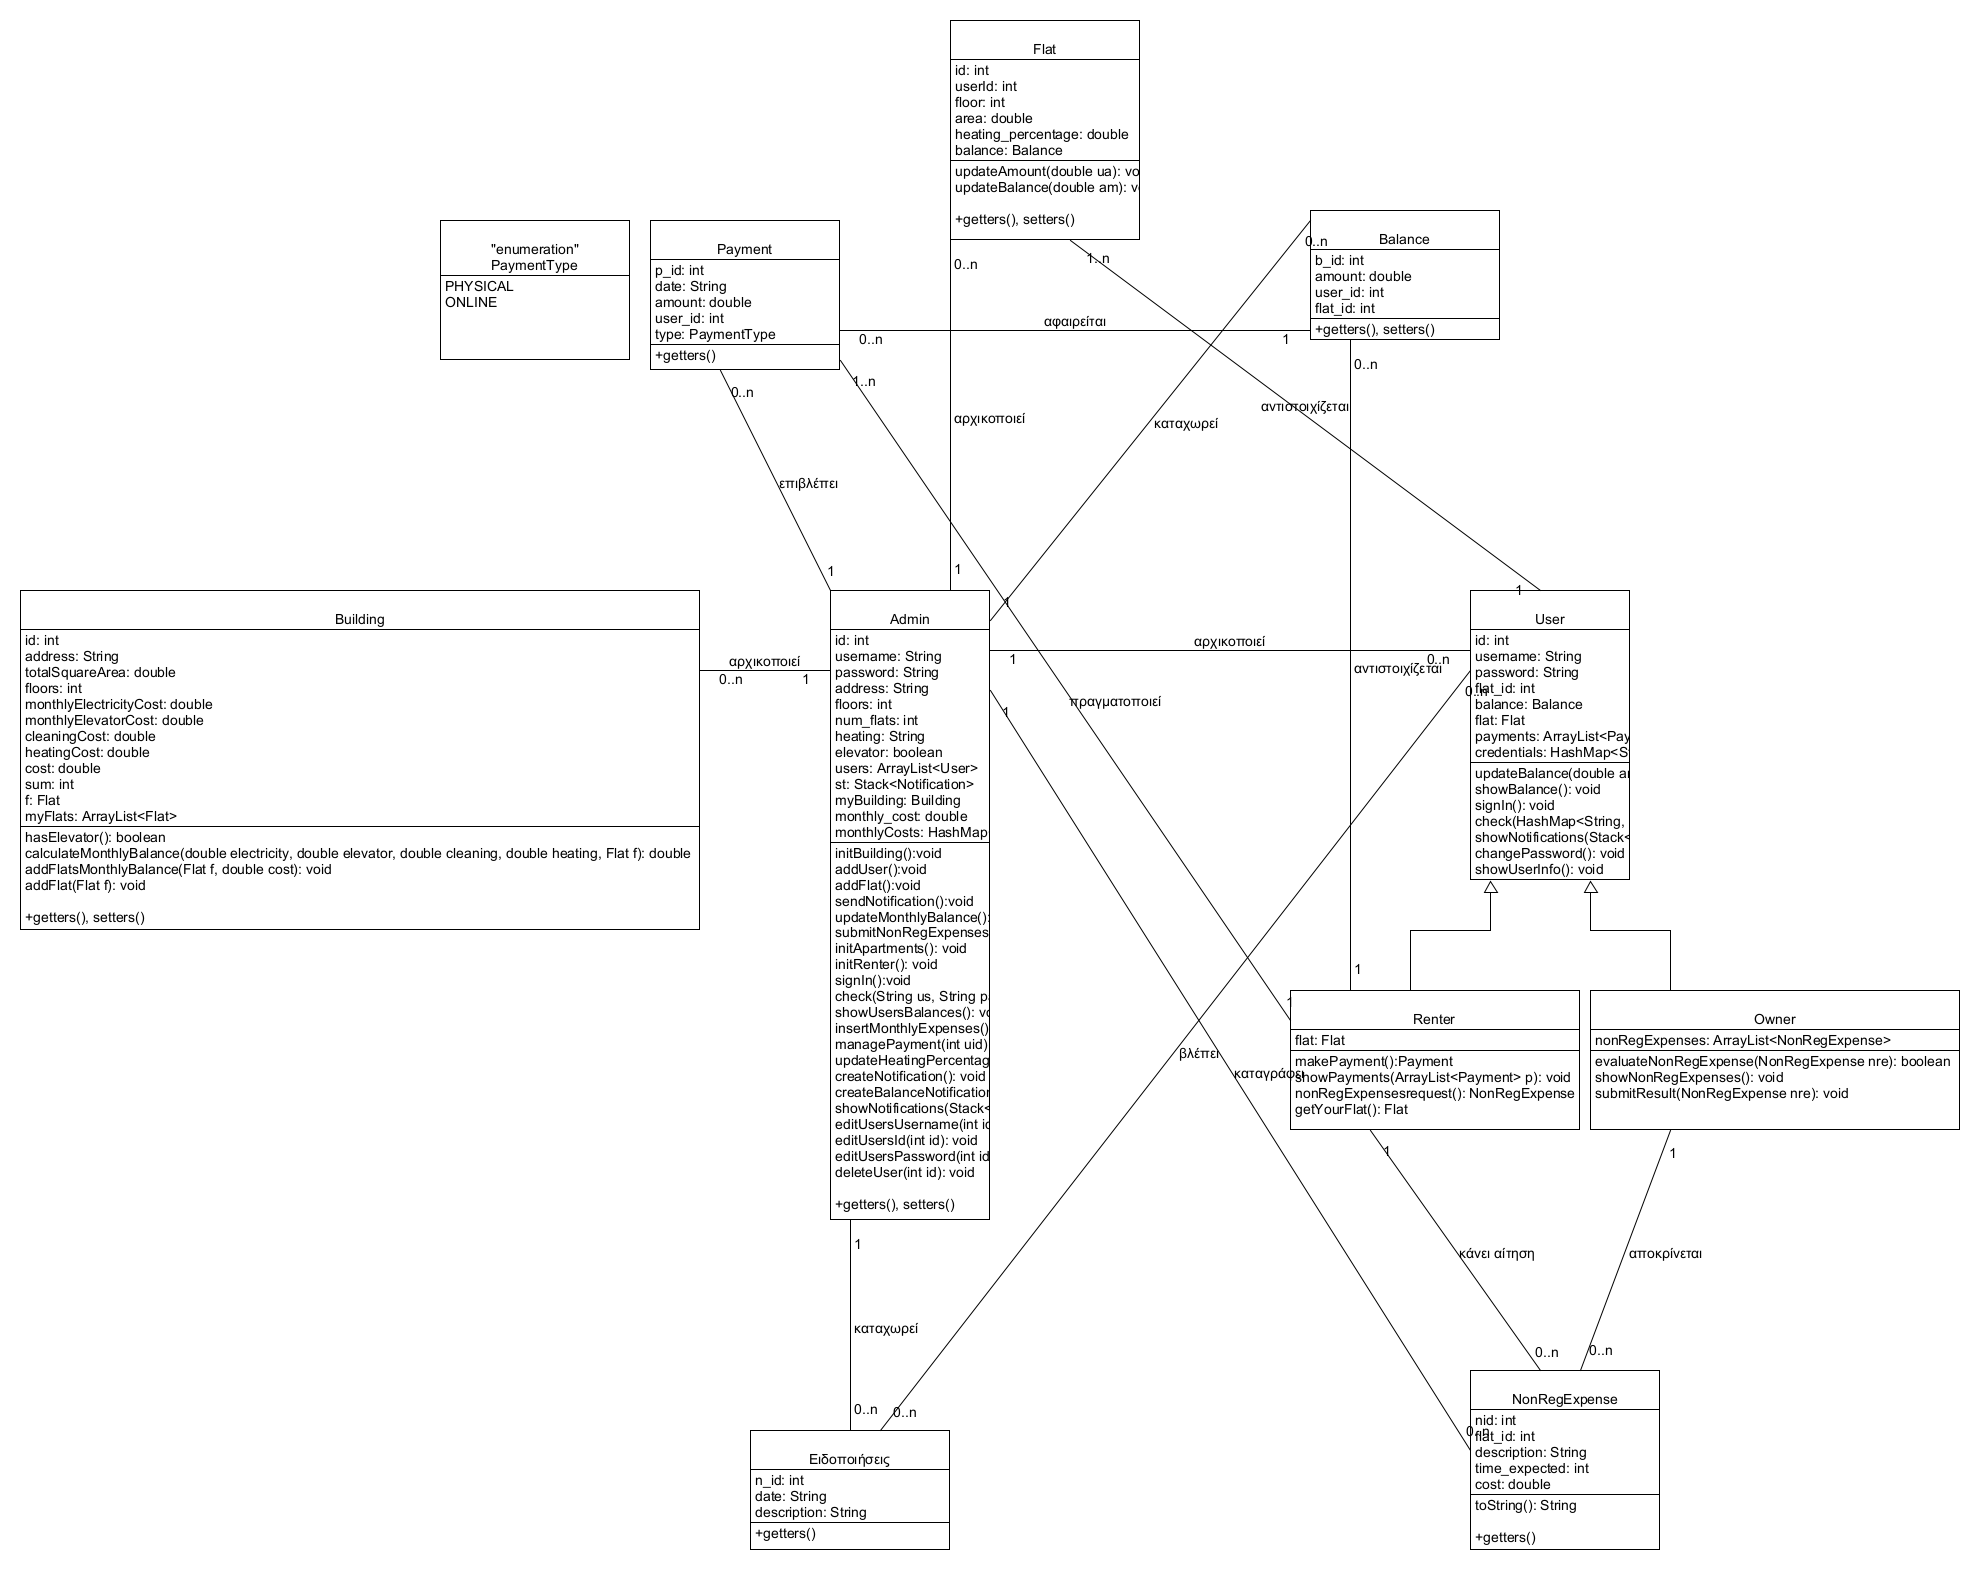 Flat
id: int
userId: int
floor: int
area: double
heating_percentage: double
balance: Balance
updateAmount(double ua): vo
updateBalance(double am): v
+getters(), setters()
"enumeration"
PaymentType
PHYSICAL
ONLINE
Payment
p_id: int
date: String
amount: double
user_id: int
type: PaymentType
+getters()
Balance
b_id: int
amount: double
user_id: int
flat_id: int
+getters(), setters()
0..n
1..n
0..n
αφαιρείται
0..n
1
0..n
0..n
1..n
αρχικοποιεί
καταχωρεί
αντιστοιχίζεται
επιβλέπει
1
1
1
1
Building
id: int
address: String
totalSquareArea: double
floors: int
monthlyElectricityCost: double
monthlyElevatorCost: double
cleaningCost: double
heatingCost: double
cost: double
sum: int
f: Flat
myFlats: ArrayList<Flat>
hasElevator(): boolean
calculateMonthlyBalance(double electricity, double elevator, double cleaning, double heating, Flat f): double
addFlatsMonthlyBalance(Flat f, double cost): void
addFlat(Flat f): void
+getters(), setters()
αρχικοποιεί
0..n
1
Admin
id: int
username: String
password: String
address: String
floors: int
num_flats: int
heating: String
elevator: boolean
users: ArrayList<User>
st: Stack<Notification>
myBuilding: Building
monthly_cost: double
monthlyCosts: HashMap
initBuilding():void
addUser():void
addFlat():void
sendNotification():void
updateMonthlyBalance():
submitNonRegExpenses
initApartments(): void
initRenter(): void
signIn():void
check(String us, String p
showUsersBalances(): vo
insertMonthlyExpenses()
managePayment(int uid)
updateHeatingPercentag
createNotification(): void
createBalanceNotification
showNotifications(Stack<
editUsersUsername(int id
editUsersId(int id): void
editUsersPassword(int id
deleteUser(int id): void
+getters(), setters()
αρχικοποιεί
1
0..n
αντιστοιχίζεται
0..n
1
πραγματοποιεί
User
id: int
username: String
password: String
flat_id: int
balance: Balance
flat: Flat
payments: ArrayList<Pay
credentials: HashMap<S
updateBalance(double a
showBalance(): void
signIn(): void
check(HashMap<String,
showNotifications(Stack<
changePassword(): void
showUserInfo(): void
1
1
Renter
flat: Flat
makePayment():Payment
showPayments(ArrayList<Payment> p): void
nonRegExpensesrequest(): NonRegExpense
getYourFlat(): Flat
Owner
nonRegExpenses: ArrayList<NonRegExpense>
evaluateNonRegExpense(NonRegExpense nre): boolean
showNonRegExpenses(): void
submitResult(NonRegExpense nre): void
βλέπει
καταγράφει
1
1
κάνει αίτηση
αποκρίνεται
1
καταχωρεί
0..n
0..n
0..n
0..n
0..n
Ειδοποιήσεις
n_id: int
date: String
description: String
+getters()
NonRegExpense
nid: int
flat_id: int
description: String
time_expected: int
cost: double
toString(): String
+getters()